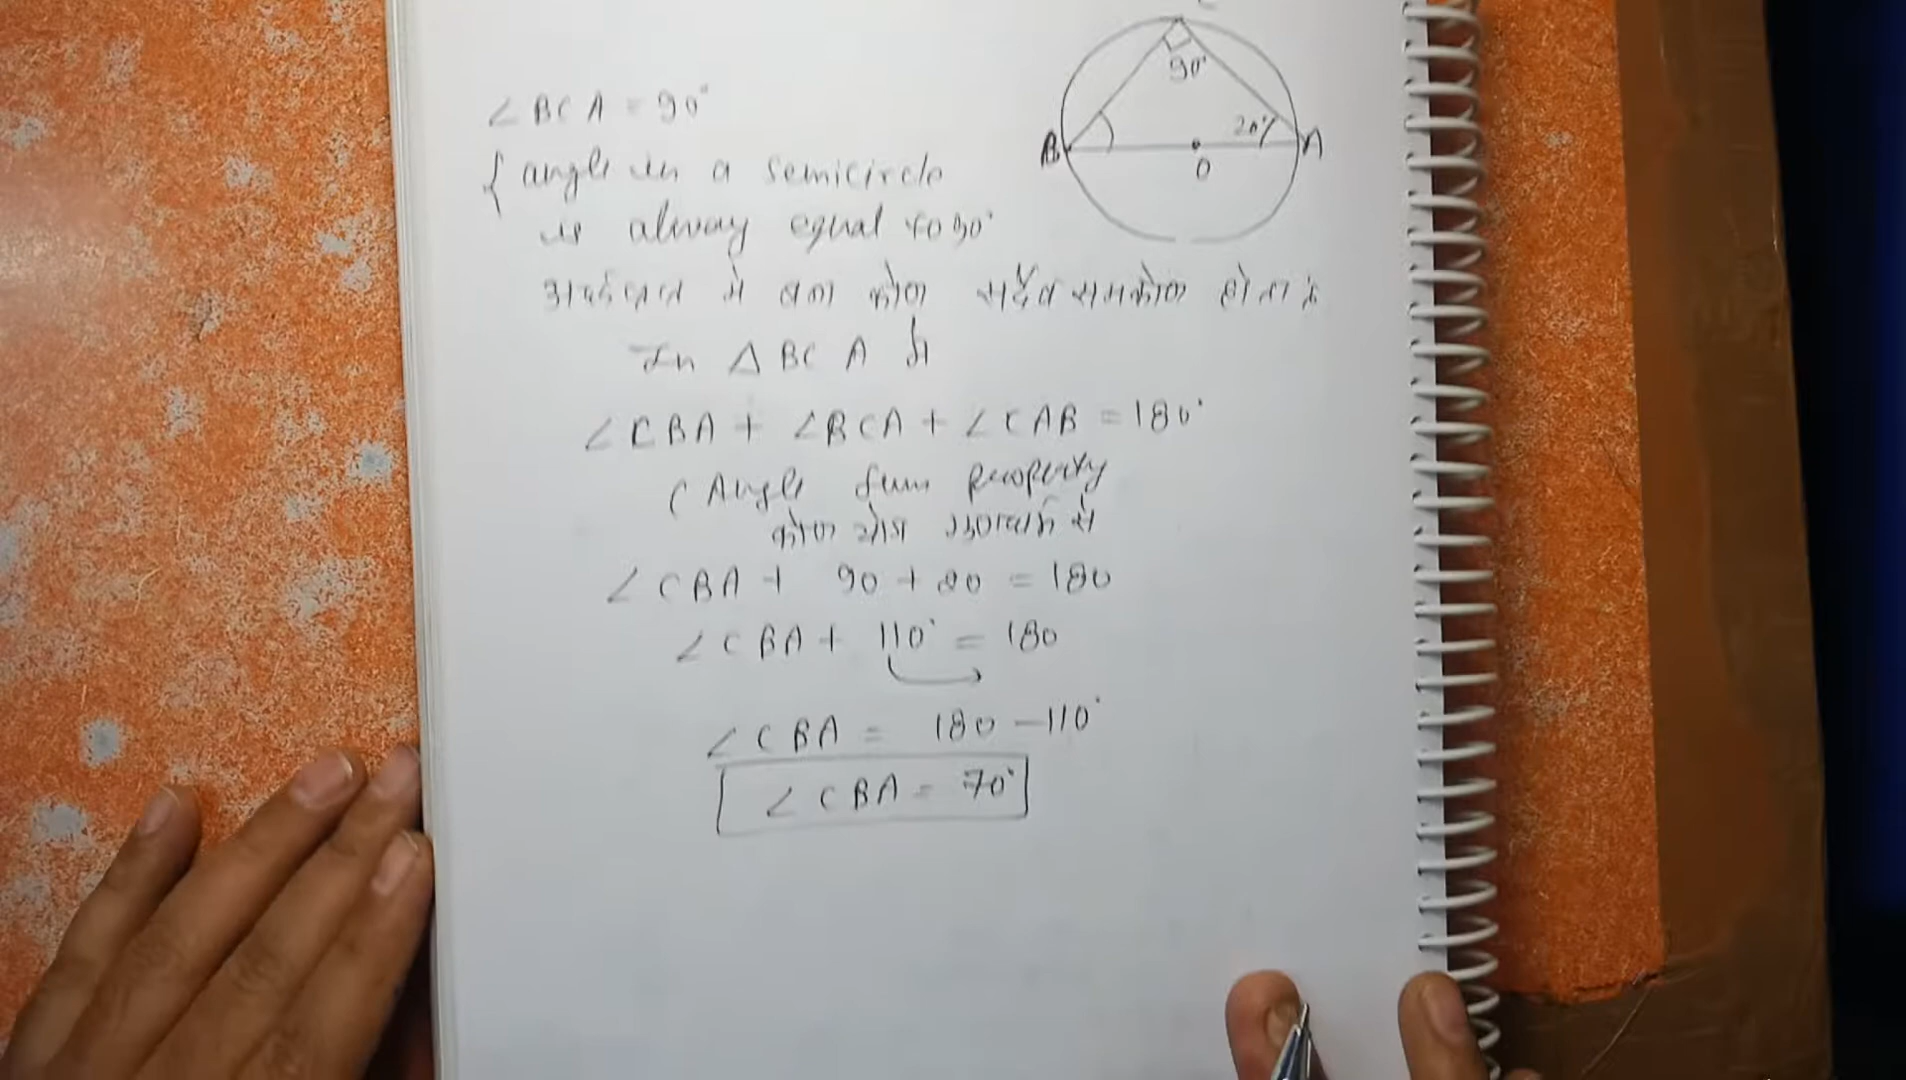 ∠BCA = 90°
{ angle in a semicircle
is alway equal to 90°
अर्द्धवृत्त में बना कोण सदैव समकोण होता है
In △BCA में
∠CBA + ∠BCA + ∠CAB = 180°
( Angle sum property
कोण योग गुणधर्म से
∠CBA + 90 + 20 = 180
∠CBA + 110° = 180
∠CBA = 180 - 110°
∠CBA = 70°
C
90°
20°
B
A
O